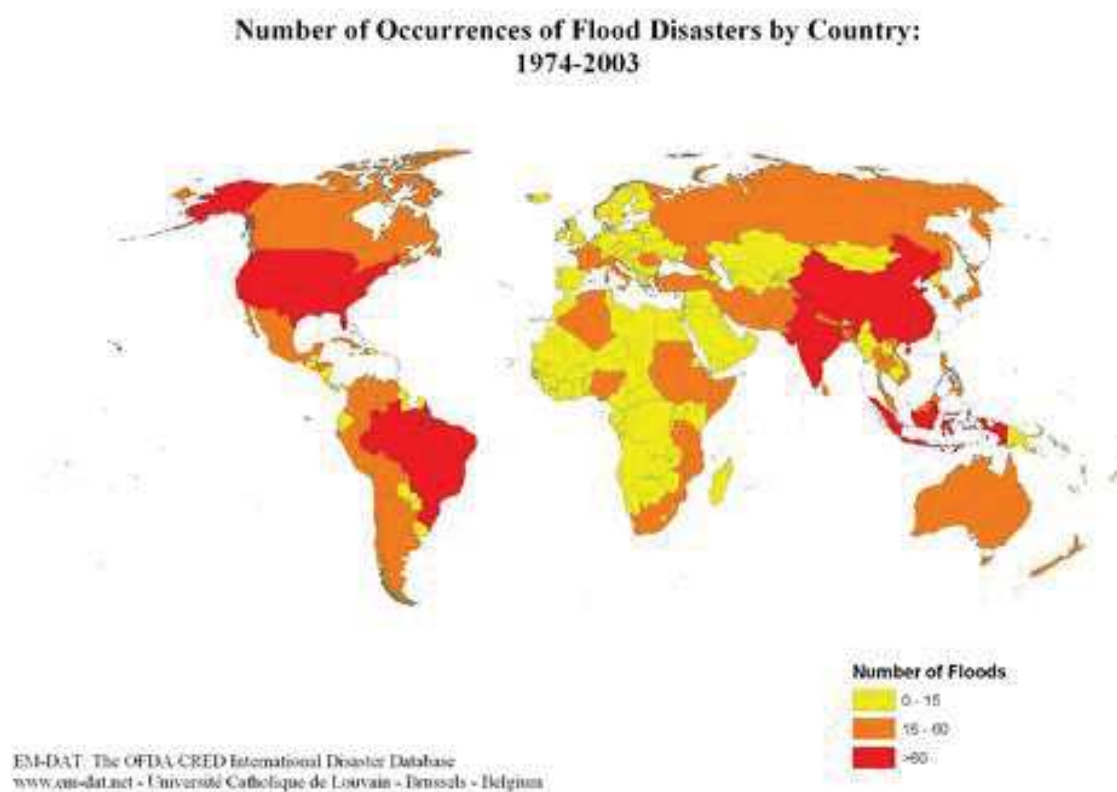 Number of Occurrences of Flood Disasters by Country:
1974-2003
Number of Floods
0 - 15
15 - 60
>60
EM-DAT: The OFDA CRED International Disaster Database
www.em-dat.net - Université Catholique de Louvain - Brussels - Belgium